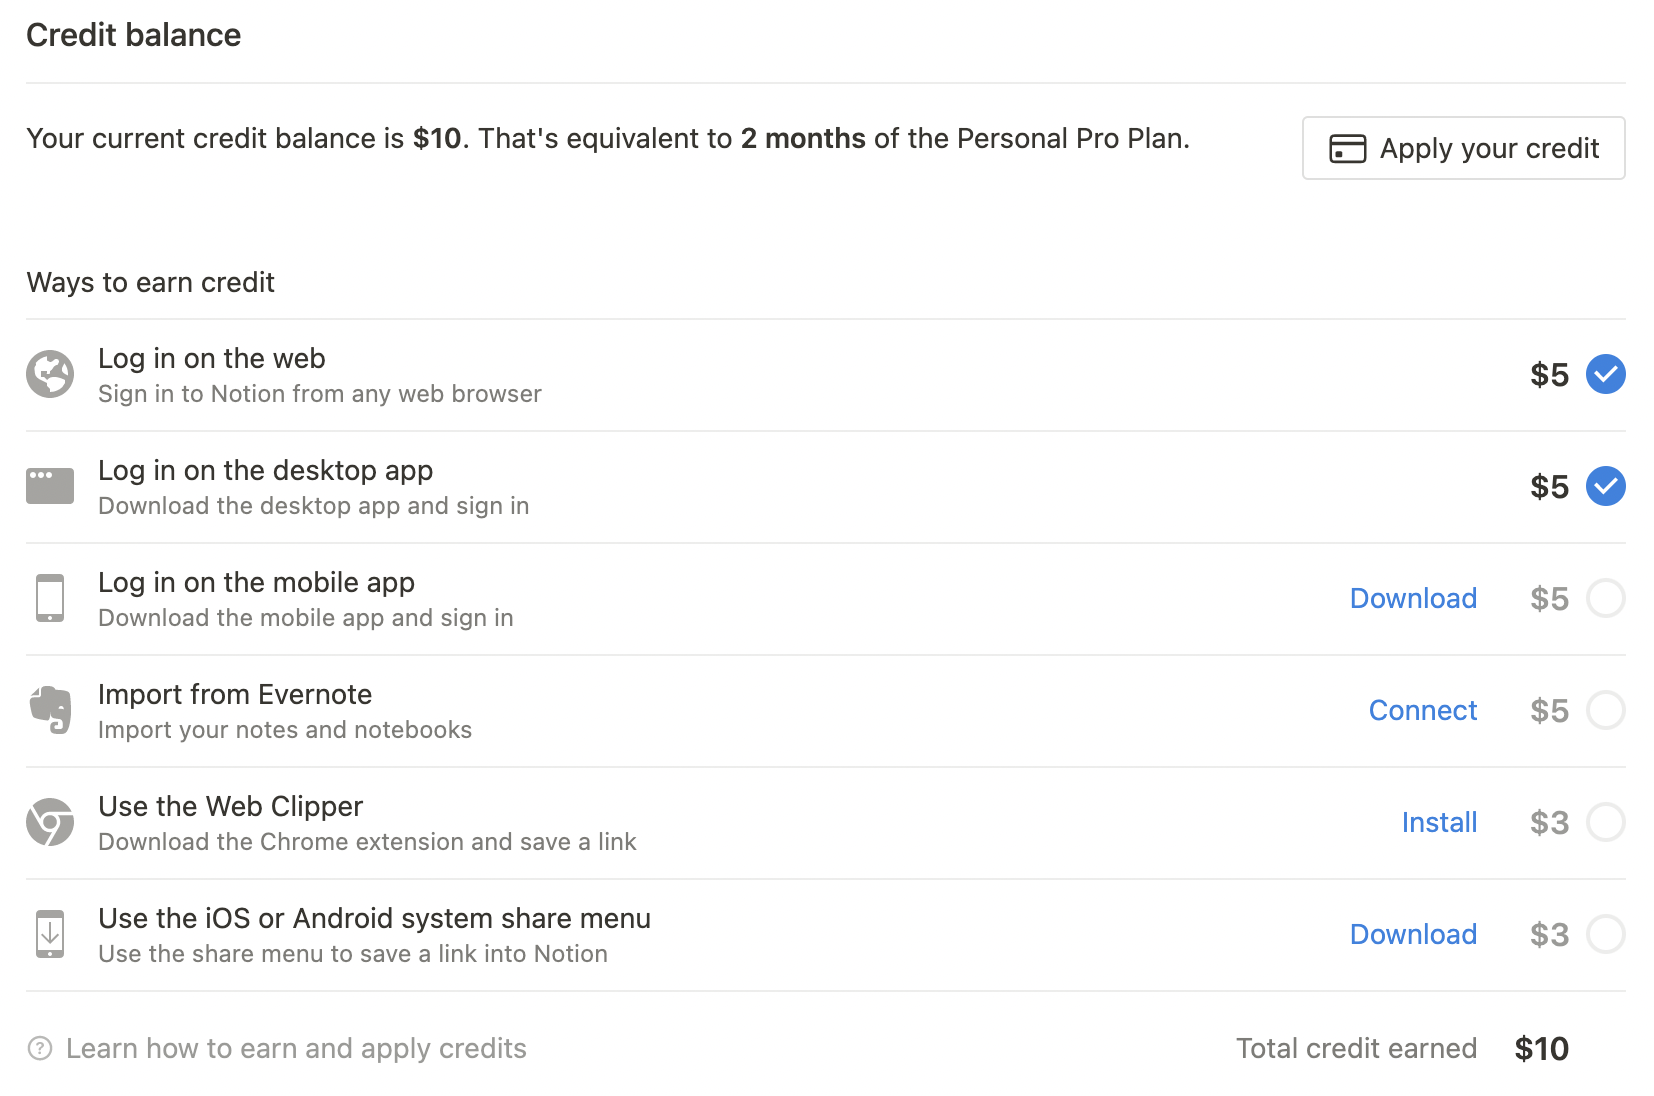 Credit balance
Your current credit balance is $10. That's equivalent to 2 months of the Personal Pro Plan.
Apply your credit
Ways to earn credit
Log in on the web
Sign in to Notion from any web browser
$5
Log in on the desktop app
Download the desktop app and sign in
$5
Log in on the mobile app
Download the mobile app and sign in
Download
$5
Import from Evernote
Import your notes and notebooks
Connect
$5
Use the Web Clipper
Download the Chrome extension and save a link
Install
$3
Use the iOS or Android system share menu
Use the share menu to save a link into Notion
Download
$3
? Learn how to earn and apply credits
Total credit earned $10